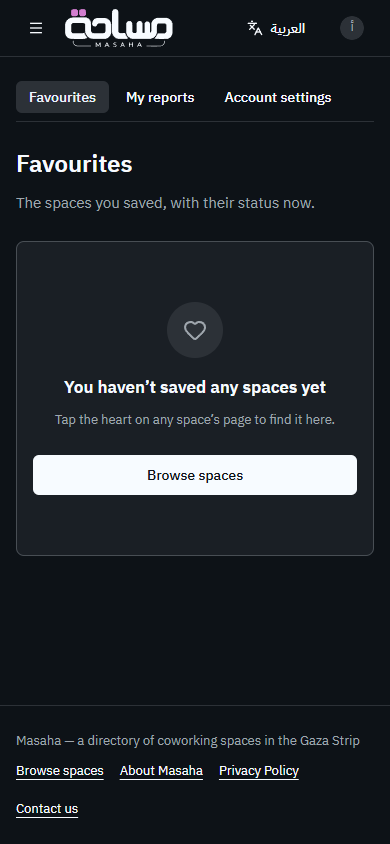 مساحة
MASAHA
العربية
أ
Favourites My reports Account settings
Favourites
The spaces you saved, with their status now.
You haven’t saved any spaces yet
Tap the heart on any space’s page to find it here.
Browse spaces
Masaha — a directory of coworking spaces in the Gaza Strip
Browse spaces About Masaha Privacy Policy
Contact us